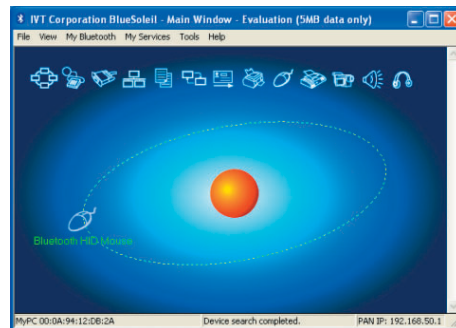 IVT Corporation BlueSoleil - Main Window - Evaluation (5MB data only)
File View My Bluetooth My Services Tools Help
Bluetooth HID Mouse
MyPC 00:0A:94:12:DB:2A Device search completed. PAN IP: 192.168.50.1